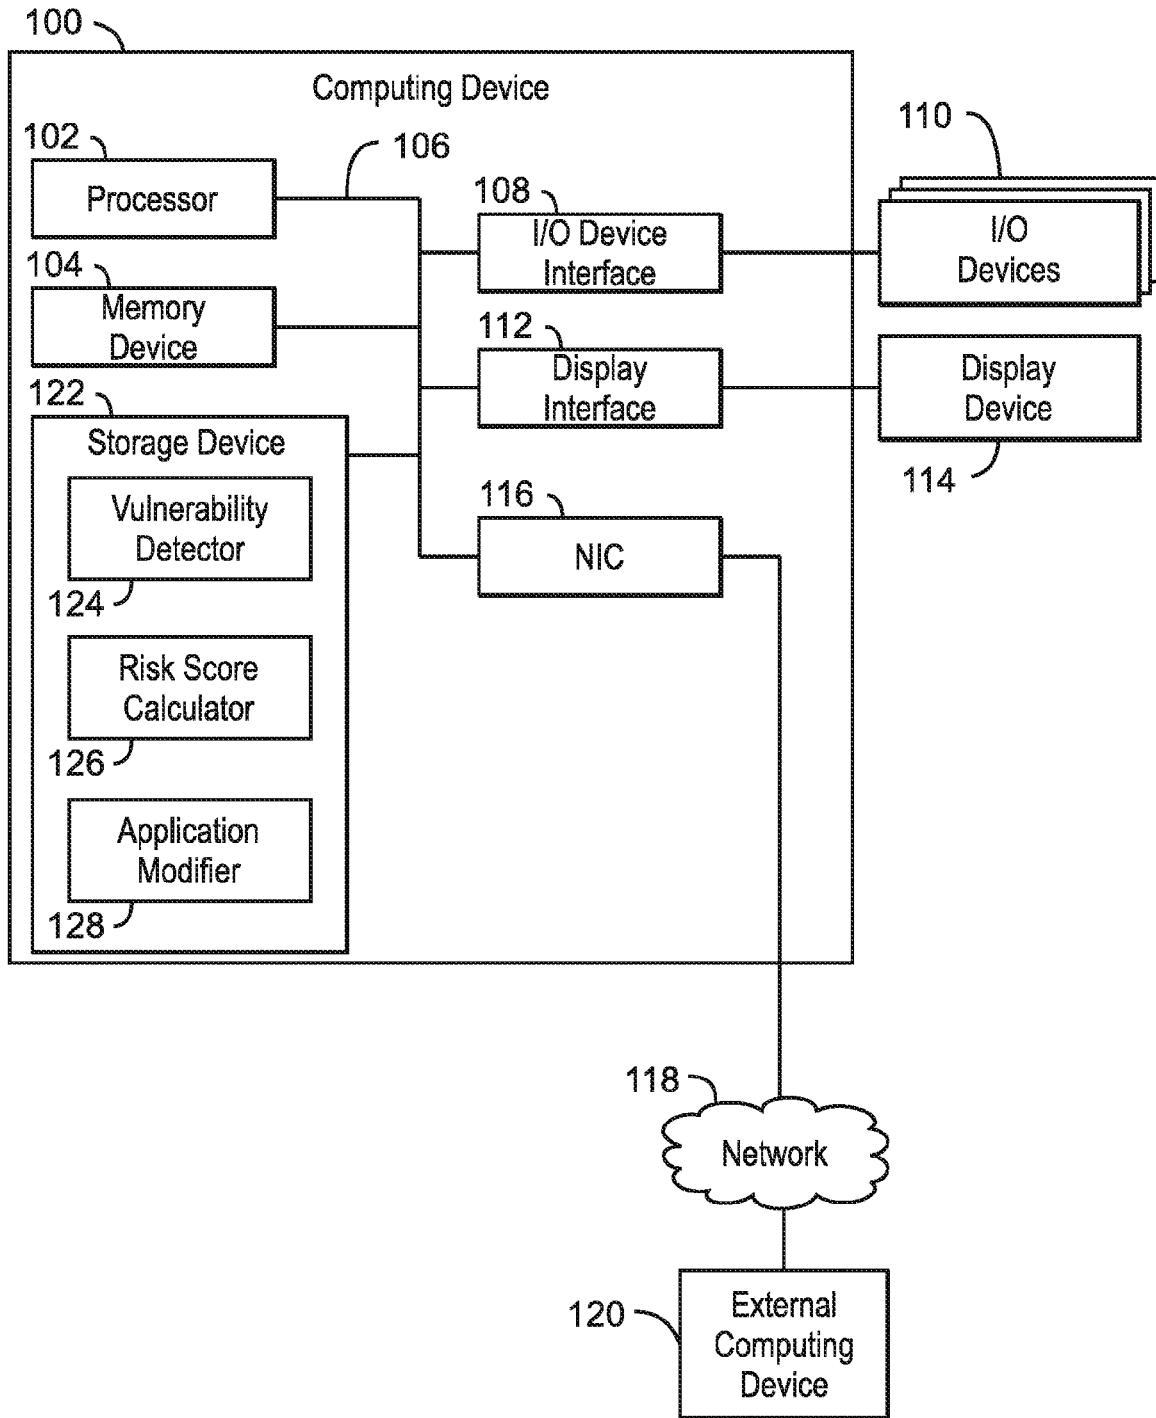 100
Computing Device
102
Processor
106
104
Memory
Device
108
I/O Device
Interface
110
I/O
Devices
112
Display
Interface
Display
Device
114
122
Storage Device
Vulnerability
Detector
124
Risk Score
Calculator
126
Application
Modifier
128
116
NIC
118
Network
120
External
Computing
Device